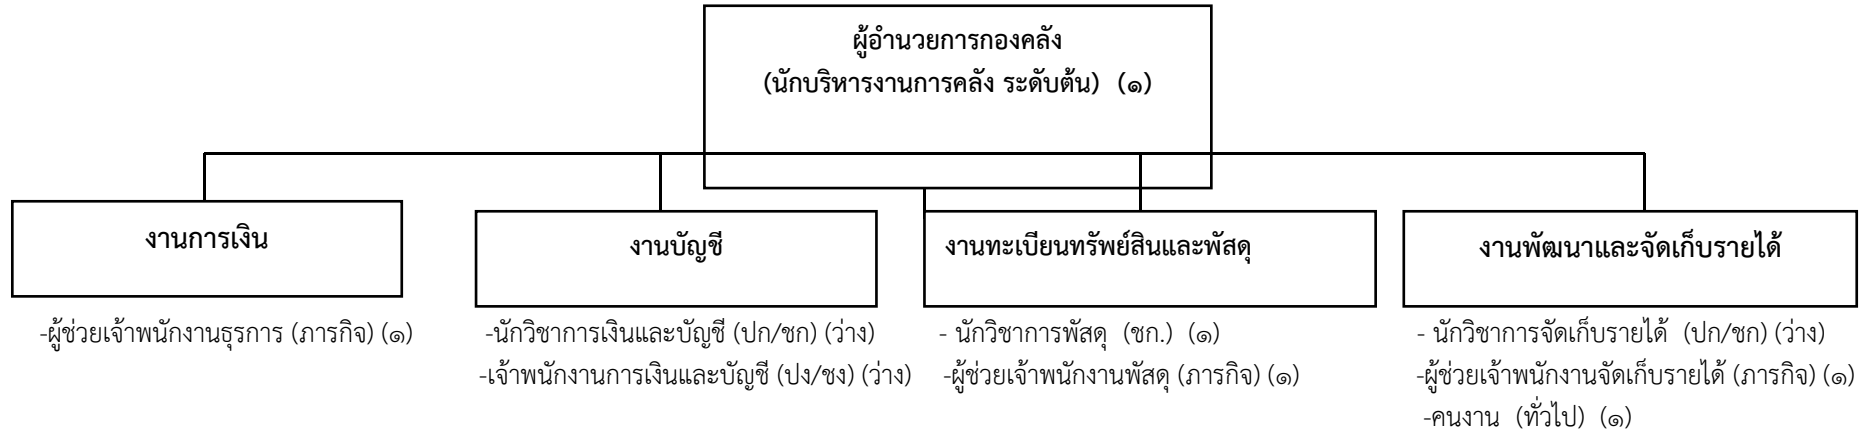 ผู้อำนวยการกองคลัง
(นักบริหารงานการคลัง ระดับต้น) (๑)
งานการเงิน
-ผู้ช่วยเจ้าพนักงานธุรการ (ภารกิจ) (๑)
งานบัญชี
-นักวิชาการเงินและบัญชี (ปก/ชก) (ว่าง)
-เจ้าพนักงานการเงินและบัญชี (ปง/ชง) (ว่าง)
งานทะเบียนทรัพย์สินและพัสดุ
- นักวิชาการพัสดุ (ชก.) (๑)
-ผู้ช่วยเจ้าพนักงานพัสดุ (ภารกิจ) (๑)
งานพัฒนาและจัดเก็บรายได้
- นักวิชาการจัดเก็บรายได้ (ปก/ชก) (ว่าง)
-ผู้ช่วยเจ้าพนักงานจัดเก็บรายได้ (ภารกิจ) (๑)
-คนงาน (ทั่วไป) (๑)